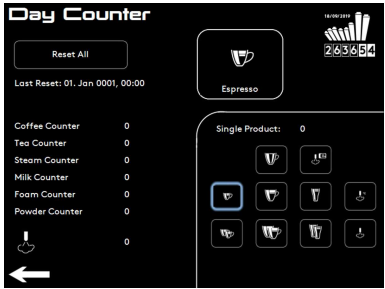 Day Counter
18/09/2019
263654
Reset All
Last Reset: 01. Jan 0001, 00:00
Espresso
Coffee Counter 0
Tea Counter 0
Steam Counter 0
Milk Counter 0
Foam Counter 0
Powder Counter 0
0
Single Product: 0